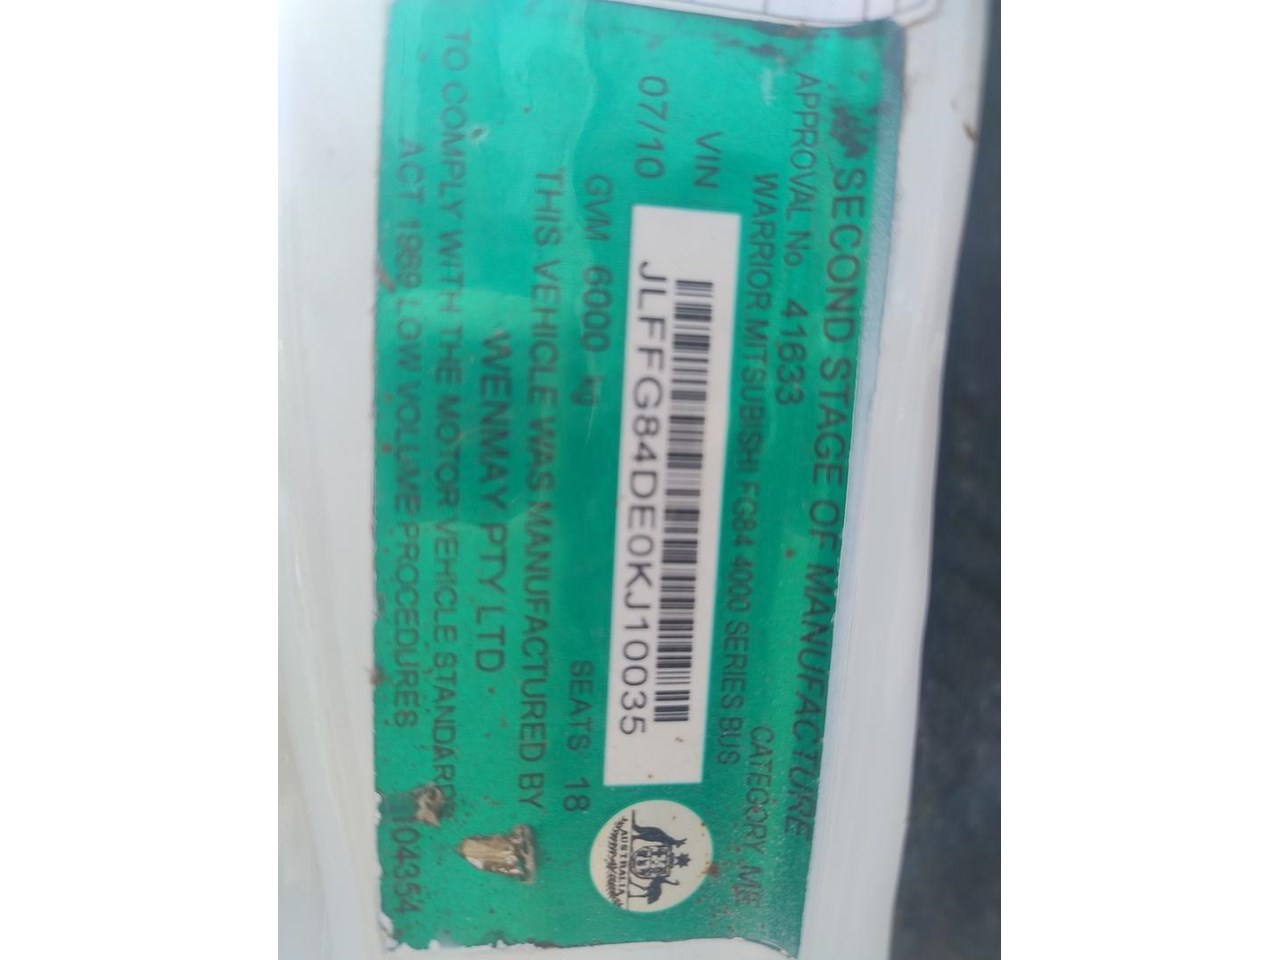 SECOND STAGE OF MANUFACTURE
APPROVAL No. 41633 CATEGORY ME
WARRIOR MITSUBISHI FG84 4000 SERIES BUS
VIN JLFFG84DE0KJ10035
07/10
GVM 6000 kg SEATS 18
THIS VEHICLE WAS MANUFACTURED BY
WENMAY PTY LTD
TO COMPLY WITH THE MOTOR VEHICLE STANDARDS
ACT 1989 LOW VOLUME PROCEDURES 104354
AUSTRALIA